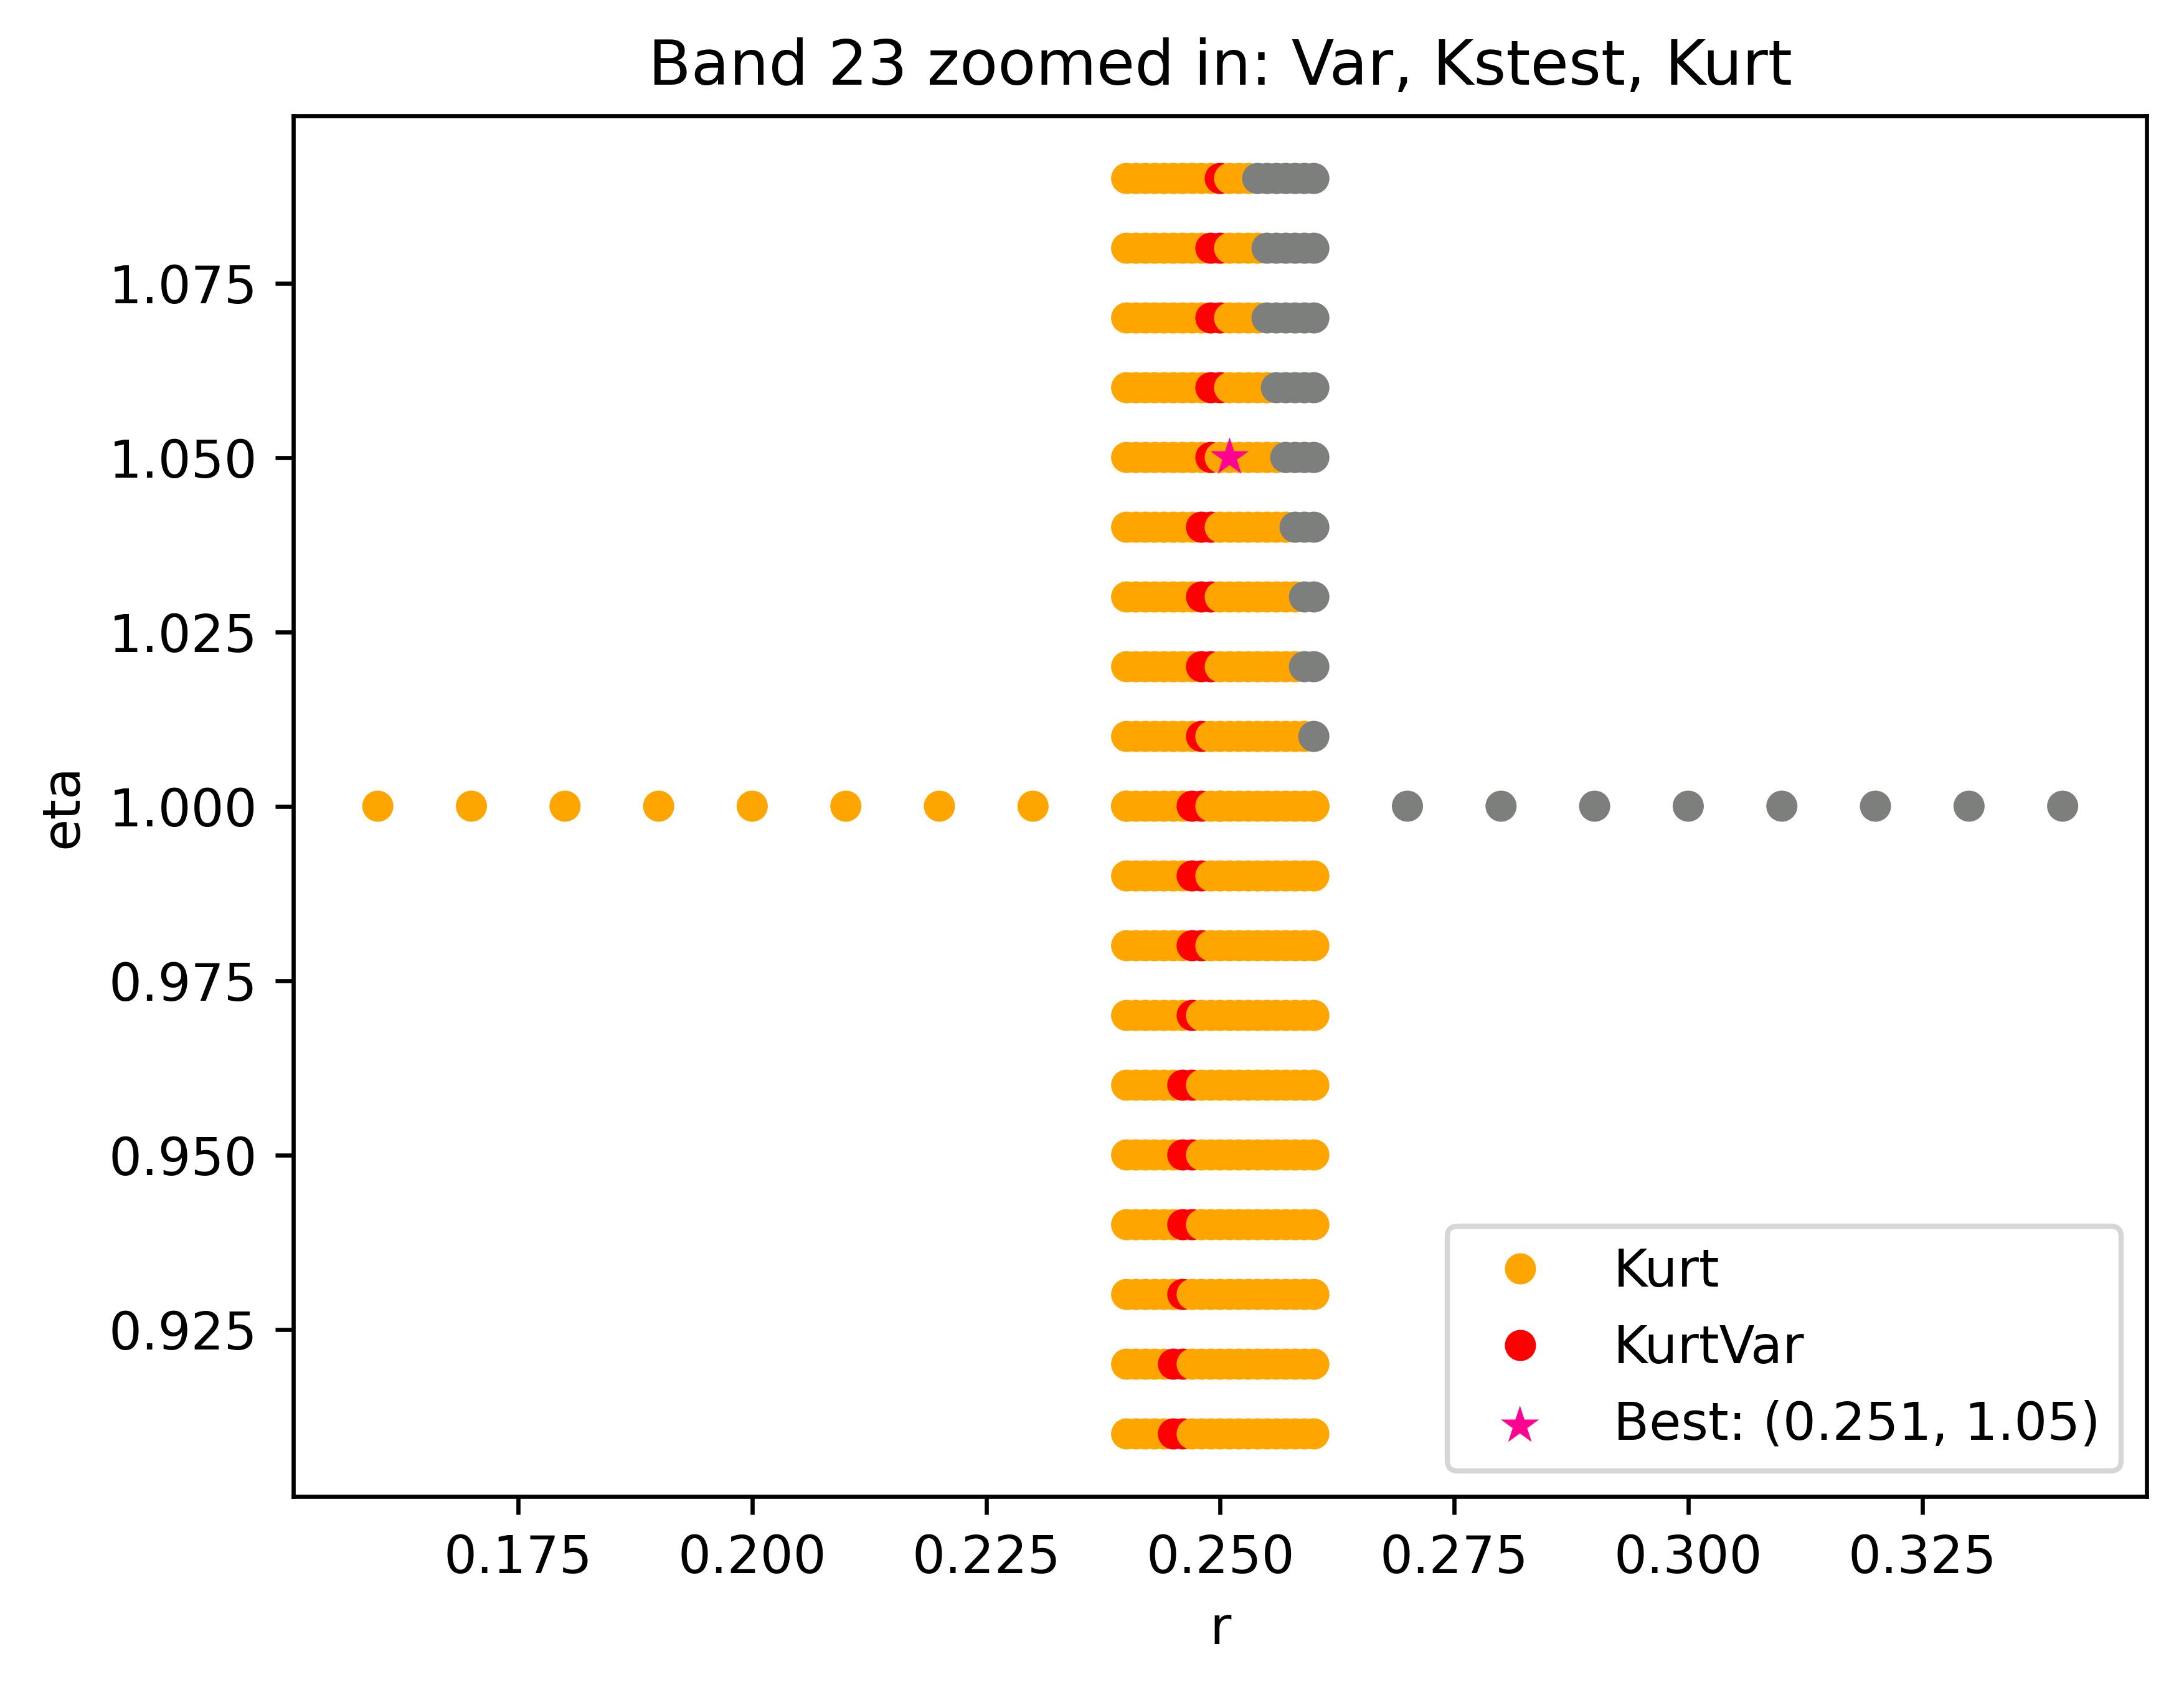 Band 23 zoomed in: Var, Kstest, Kurt
1.075
1.050
1.025
1.000
0.975
0.950
0.925
eta
Kurt
KurtVar
Best: (0.251, 1.05)
0.175 0.200 0.225 0.250 0.275 0.300 0.325
r